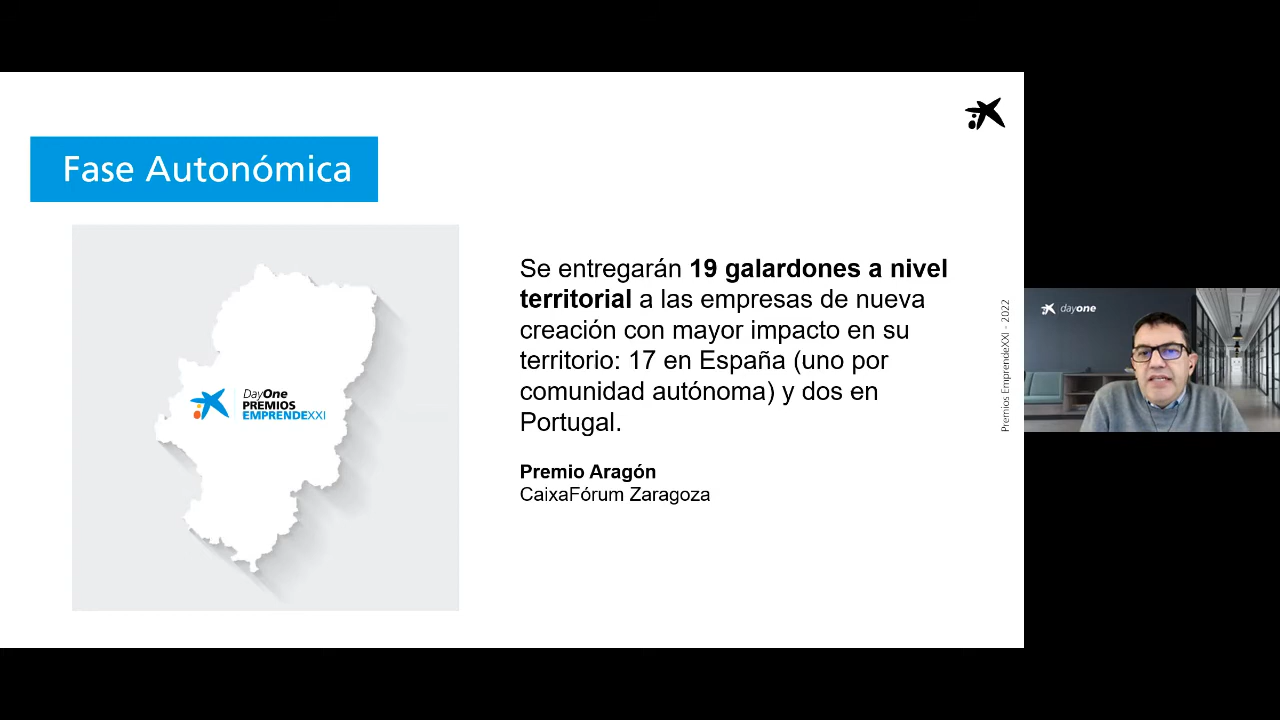 Fase Autonómica
DayOne
PREMIOS
EMPRENDEXXI
Se entregarán 19 galardones a nivel
territorial a las empresas de nueva
creación con mayor impacto en su
territorio: 17 en España (uno por
comunidad autónoma) y dos en
Portugal.
Premio Aragón
CaixaFórum Zaragoza
Premios EmprendeXXI - 2022
dayone